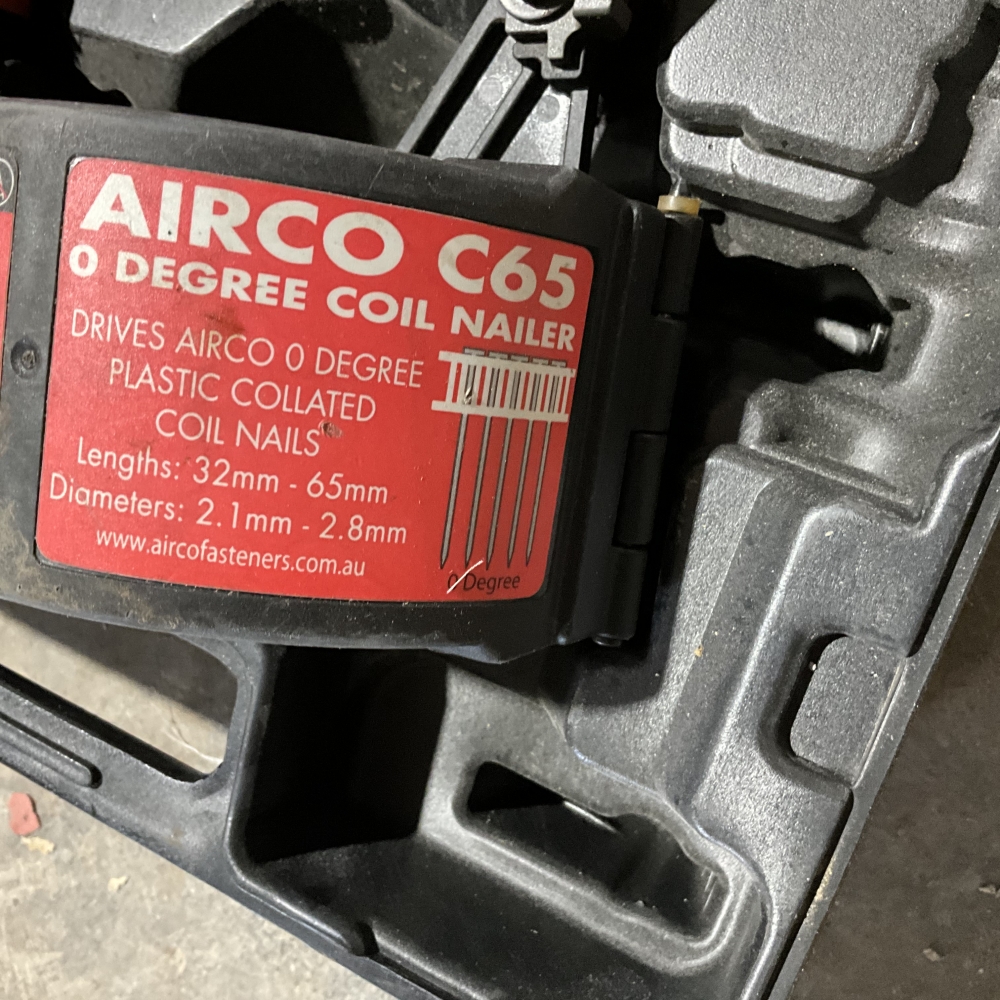 AIRCO C65
0 DEGREE COIL NAILER
DRIVES AIRCO 0 DEGREE
PLASTIC COLLATED
COIL NAILS
Lengths: 32mm - 65mm
Diameters: 2.1mm - 2.8mm
www.aircofasteners.com.au
0 Degree